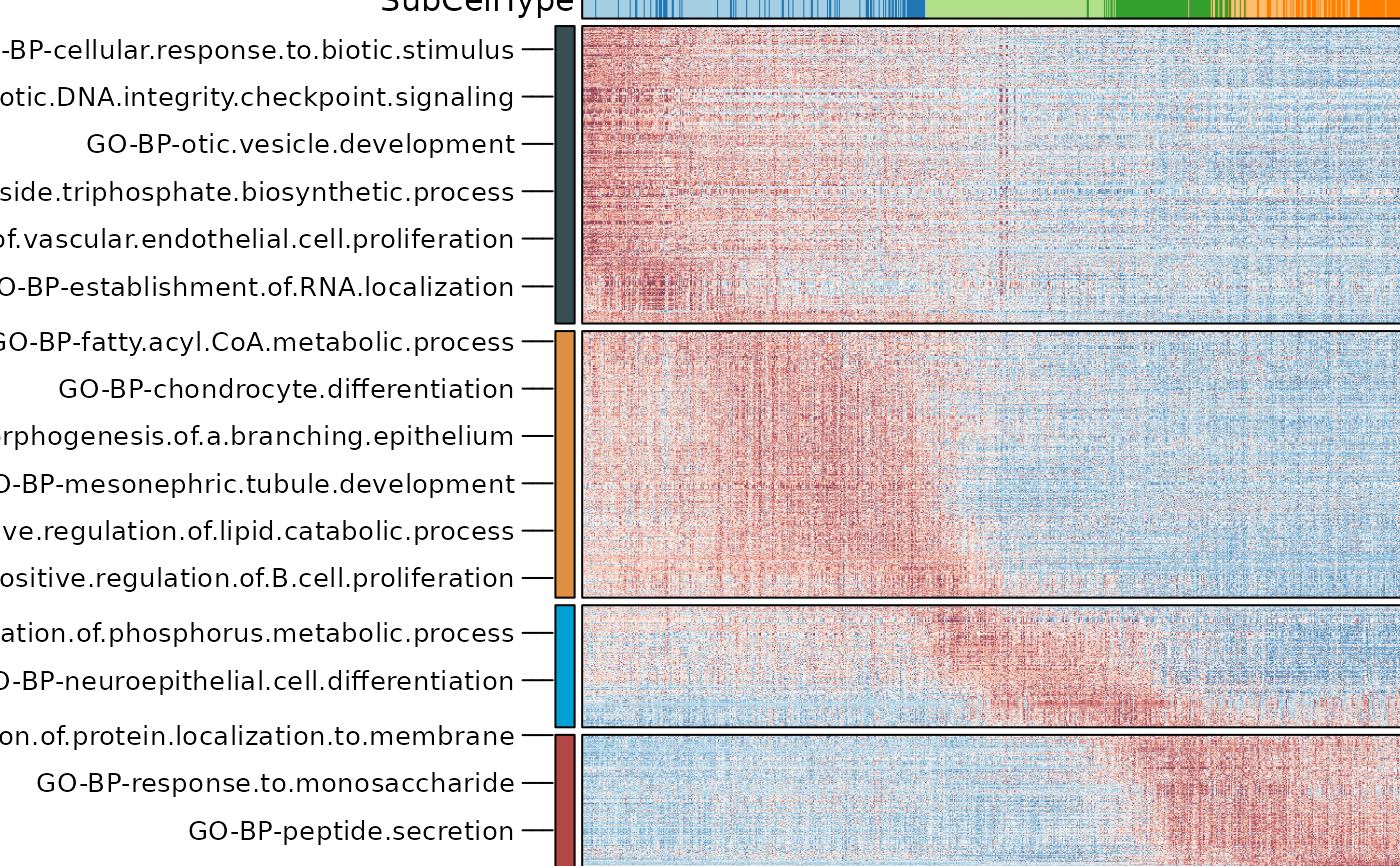 SubCellType
-BP-cellular.response.to.biotic.stimulus
otic.DNA.integrity.checkpoint.signaling
GO-BP-otic.vesicle.development
side.triphosphate.biosynthetic.process
of.vascular.endothelial.cell.proliferation
O-BP-establishment.of.RNA.localization
GO-BP-fatty.acyl.CoA.metabolic.process
GO-BP-chondrocyte.differentiation
orphogenesis.of.a.branching.epithelium
O-BP-mesonephric.tubule.development
ve.regulation.of.lipid.catabolic.process
ositive.regulation.of.B.cell.proliferation
ation.of.phosphorus.metabolic.process
O-BP-neuroepithelial.cell.differentiation
on.of.protein.localization.to.membrane
GO-BP-response.to.monosaccharide
GO-BP-peptide.secretion